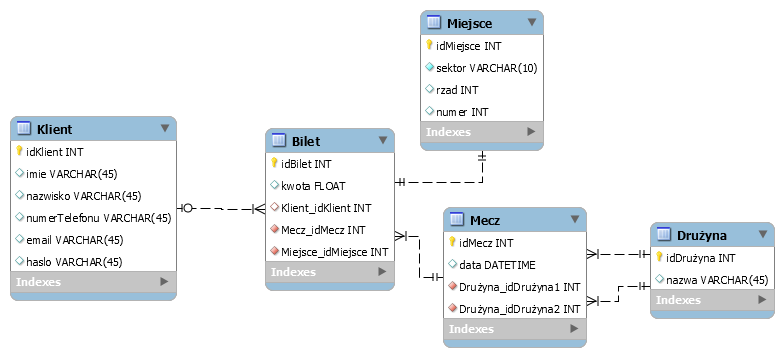 Miejsce
idMiejsce INT
sektor VARCHAR(10)
rzad INT
numer INT
Indexes
Klient
idKlient INT
imie VARCHAR(45)
nazwisko VARCHAR(45)
numerTelefonu VARCHAR(45)
email VARCHAR(45)
haslo VARCHAR(45)
Indexes
Bilet
idBilet INT
kwota FLOAT
Klient_idKlient INT
Mecz_idMecz INT
Miejsce_idMiejsce INT
Indexes
Mecz
idMecz INT
data DATETIME
Drużyna_idDrużyna1 INT
Drużyna_idDrużyna2 INT
Indexes
Drużyna
idDrużyna INT
nazwa VARCHAR(45)
Indexes